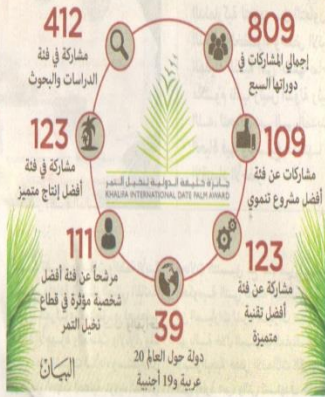 809
إجمالي المشاركات في
دوراتها السبع
412
مشاركة في فئة
الدراسات والبحوث
109
مشاركات عن فئة
أفضل مشروع تنموي
123
مشاركة في فئة
أفضل إنتاج متميز
جائزة خليفة الدولية لنخيل التمر
KHALIFA INTERNATIONAL DATE PALM AWARD
123
مشاركة عن فئة
أفضل تقنية
متميزة
111
مرشحاً عن فئة أفضل
شخصية مؤثرة في قطاع
نخيل التمر
39
دولة حول العالم 20
عربية و19 أجنبية
البيان